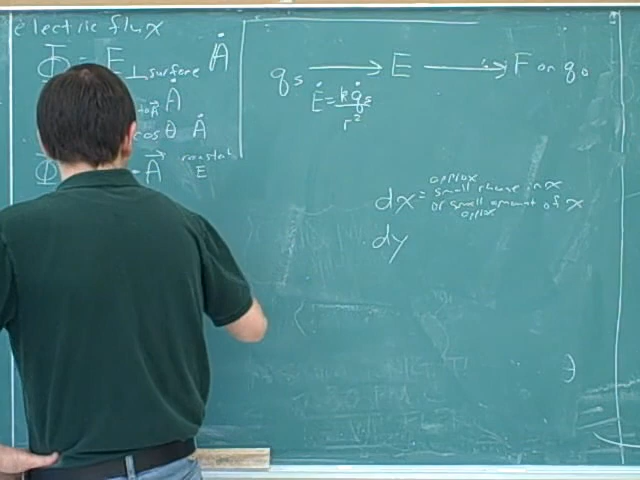 electric flux
Φ = E⊥surface A
to A A
cos θ A
Φ = A constant
E
qs → E → F on q0
E = kqs
r²
approx
dx = small change in x
or small amount of x
approx
dy